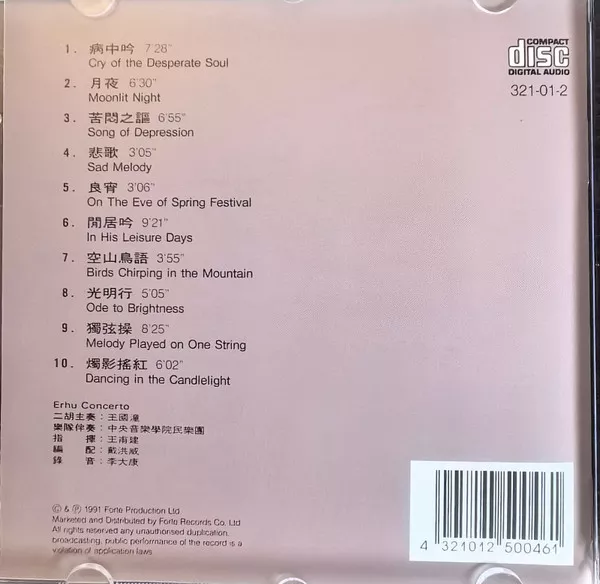 1. 病中吟 7'28"
Cry of the Desperate Soul
2. 月夜 6'30"
Moonlit Night
3. 苦悶之謳 6'55"
Song of Depression
4. 悲歌 3'05"
Sad Melody
5. 良宵 3'06"
On The Eve of Spring Festival
6. 閒居吟 9'21"
In His Leisure Days
7. 空山鳥語 3'55"
Birds Chirping in the Mountain
8. 光明行 5'05"
Ode to Brightness
9. 獨弦操 8'25"
Melody Played on One String
10. 燭影搖紅 6'02"
Dancing in the Candlelight
COMPACT
disc
DIGITAL AUDIO
321-01-2
Erhu Concerto
二胡主奏：王國潼
樂隊伴奏：中央音樂學院民樂團
指揮：王甫建
編配：戴洪威
錄音：李大康
© & ℗ 1991 Forte Production Ltd
Marketed and Distributed by Forte Records Co. Ltd
All rights reserved any unauthorised duplication,
broadcasting, public performance of the record is a
violation of application laws
4 321012 500461